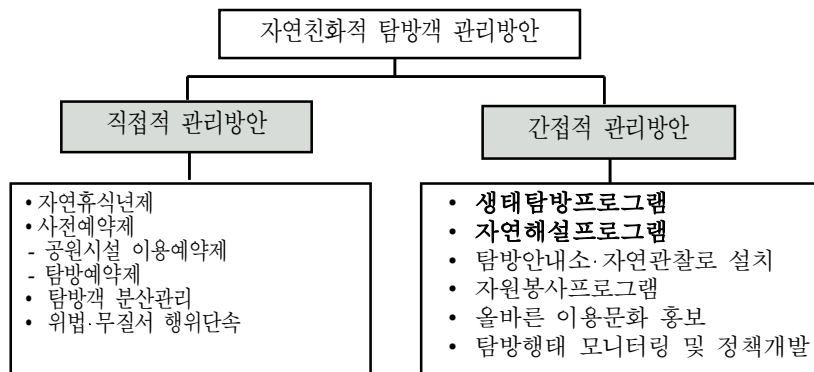 자연친화적 탐방객 관리방안
직접적 관리방안
•자연휴식년제
•사전예약제
- 공원시설 이용예약제
- 탐방예약제
• 탐방객 분산관리
• 위법·무질서 행위단속
간접적 관리방안
• 생태탐방프로그램
• 자연해설프로그램
• 탐방안내소·자연관찰로 설치
• 자원봉사프로그램
• 올바른 이용문화 홍보
• 탐방행태 모니터링 및 정책개발